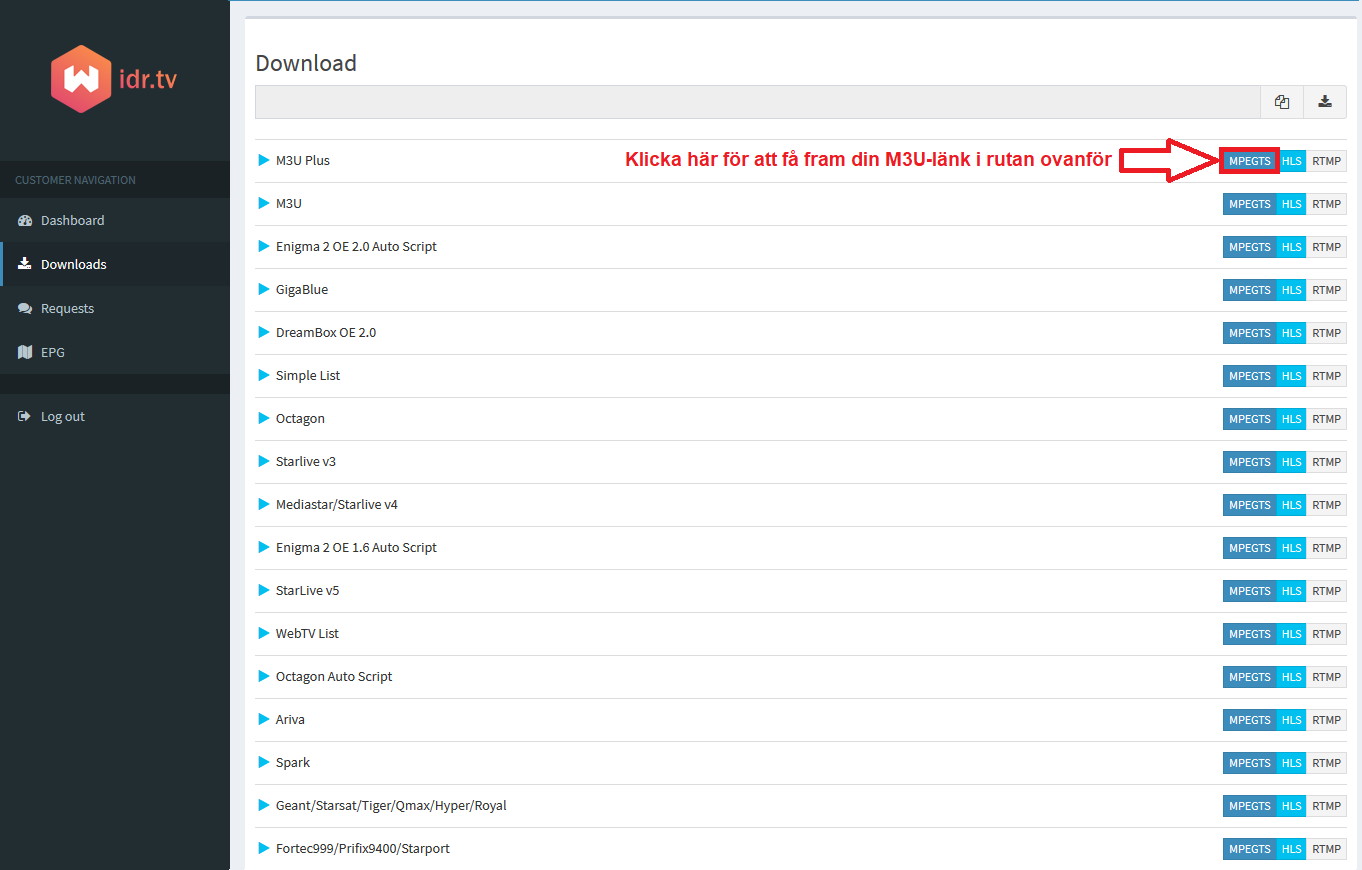 idr.tv
CUSTOMER NAVIGATION
Dashboard
Downloads
Requests
EPG
Log out
Download
M3U Plus Klicka här för att få fram din M3U-länk i rutan ovanför MPEGTS HLS RTMP
M3U MPEGTS HLS RTMP
Enigma 2 OE 2.0 Auto Script MPEGTS HLS RTMP
GigaBlue MPEGTS HLS RTMP
DreamBox OE 2.0 MPEGTS HLS RTMP
Simple List MPEGTS HLS RTMP
Octagon MPEGTS HLS RTMP
Starlive v3 MPEGTS HLS RTMP
Mediastar/Starlive v4 MPEGTS HLS RTMP
Enigma 2 OE 1.6 Auto Script MPEGTS HLS RTMP
StarLive v5 MPEGTS HLS RTMP
WebTV List MPEGTS HLS RTMP
Octagon Auto Script MPEGTS HLS RTMP
Ariva MPEGTS HLS RTMP
Spark MPEGTS HLS RTMP
Geant/Starsat/Tiger/Qmax/Hyper/Royal MPEGTS HLS RTMP
Fortec999/Prifix9400/Starport MPEGTS HLS RTMP